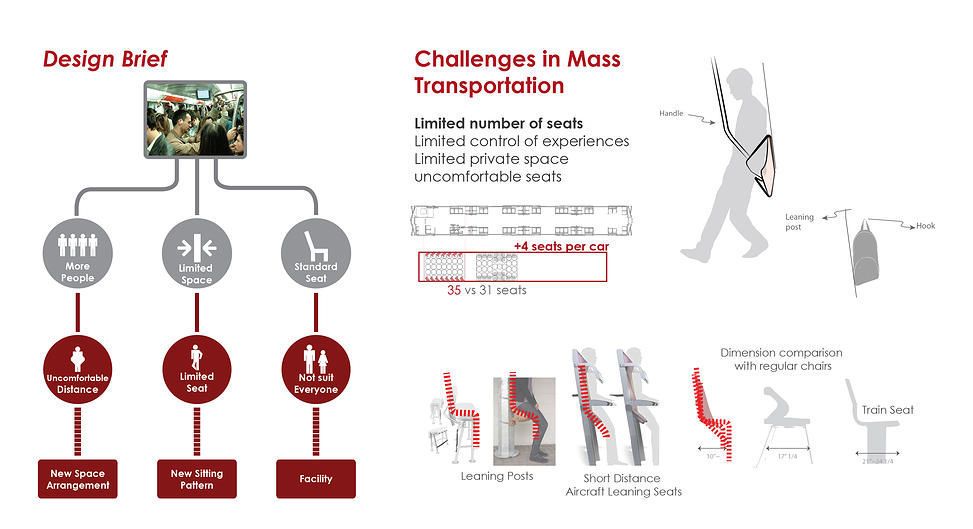 Design Brief
More
People
Limited
Space
Standard
Seat
Uncomfortable
Distance
Limited
Seat
Not suit
Everyone
New Space
Arrangement
New Sitting
Pattern
Facility
Challenges in Mass
Transportation
Limited number of seats
Limited control of experiences
Limited private space
uncomfortable seats
+4 seats per car
35 vs 31 seats
Handle
Leaning
post
Hook
Leaning Posts
Short Distance
Aircraft Leaning Seats
Dimension comparison
with regular chairs
Train Seat
10"~
17" 1/4